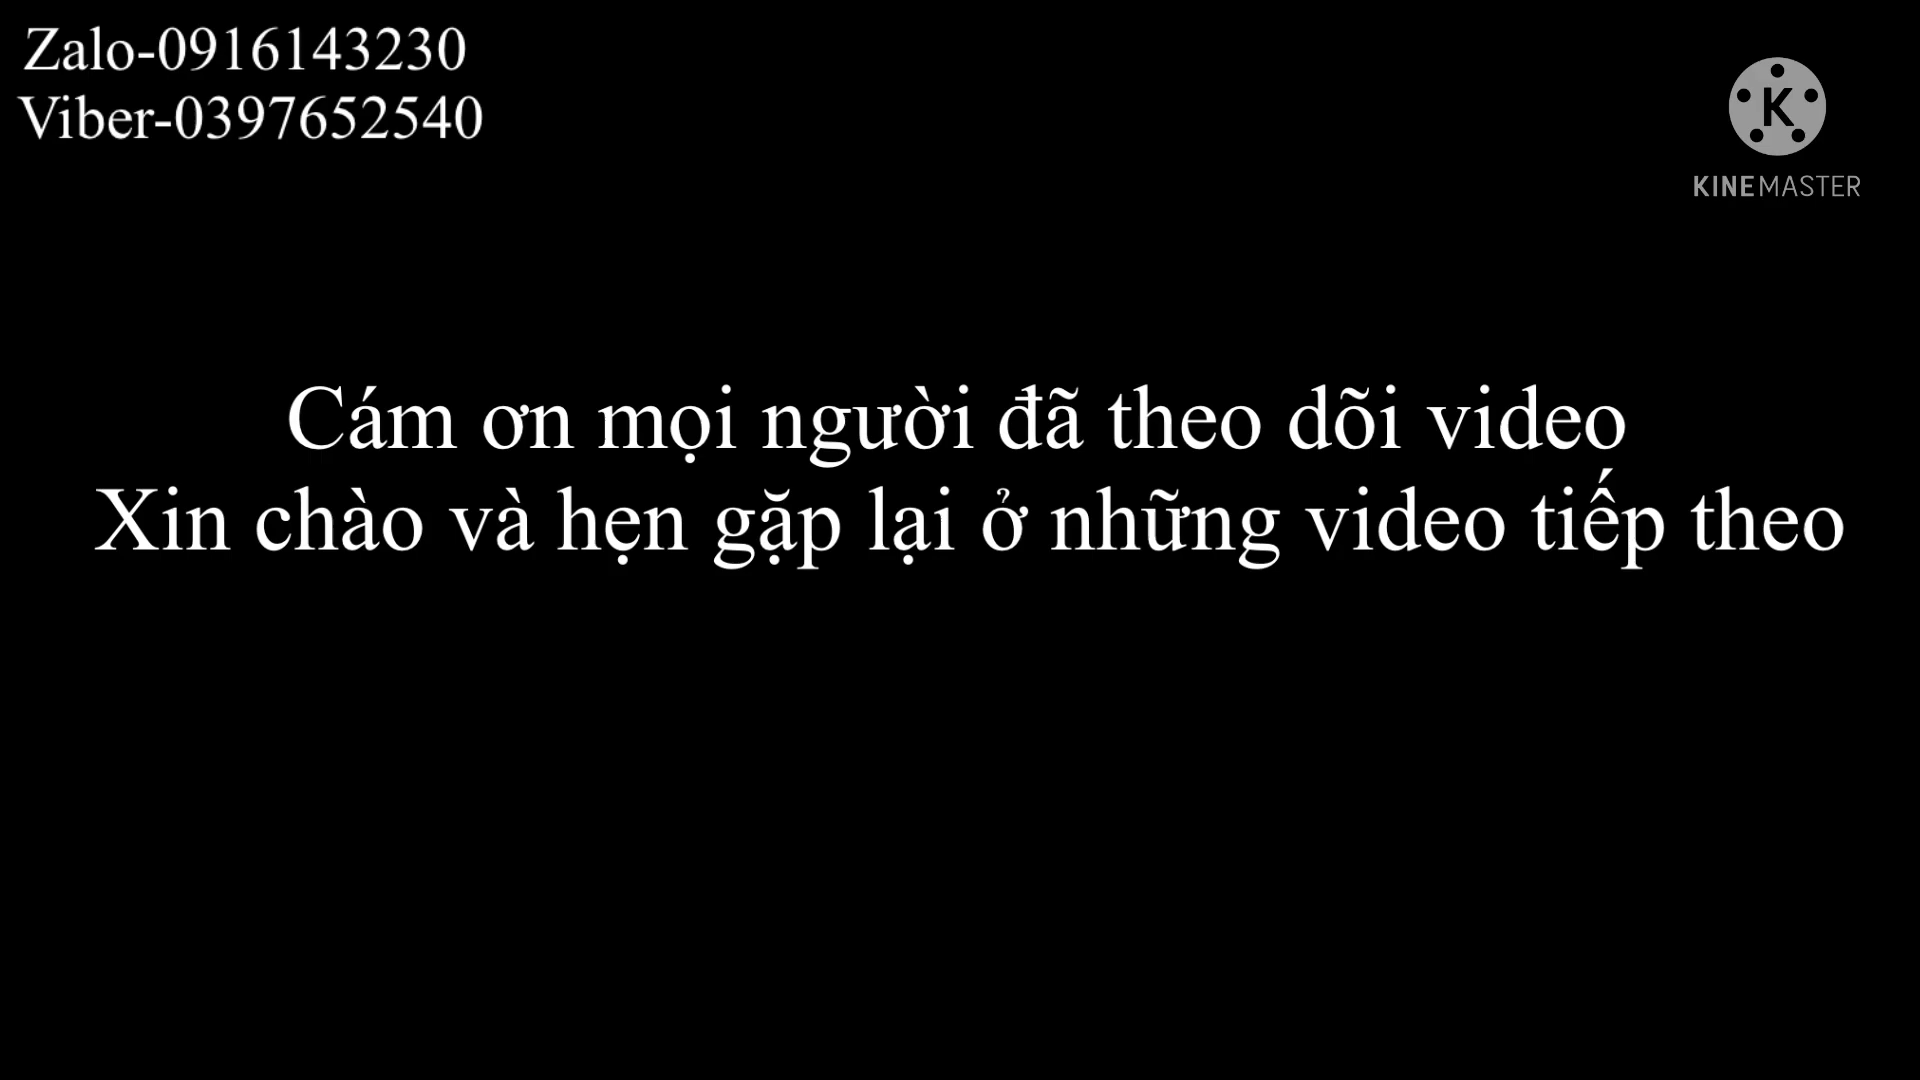 Zalo-0916143230
Viber-0397652540
K
KINEMASTER
Cám ơn mọi người đã theo dõi video
Xin chào và hẹn gặp lại ở những video tiếp theo